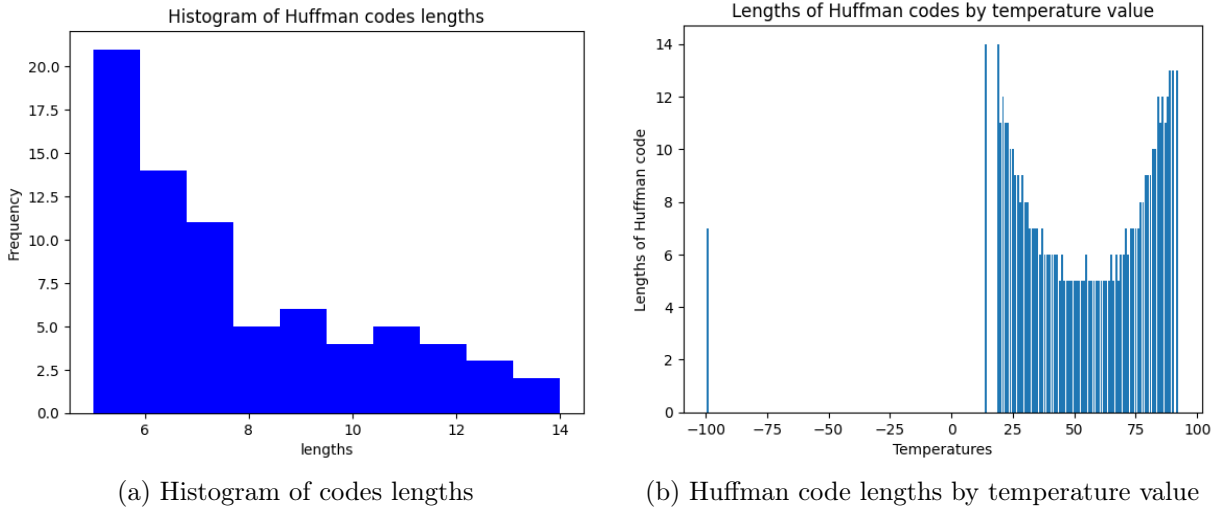 Histogram of Huffman codes lengths
Frequency
20.0
17.5
15.0
12.5
10.0
7.5
5.0
2.5
0.0
6 8 10 12 14
lengths
(a) Histogram of codes lengths
Lengths of Huffman codes by temperature value
Lengths of Huffman code
14
12
10
8
6
4
2
0
−100 −75 −50 −25 0 25 50 75 100
Temperatures
(b) Huffman code lengths by temperature value